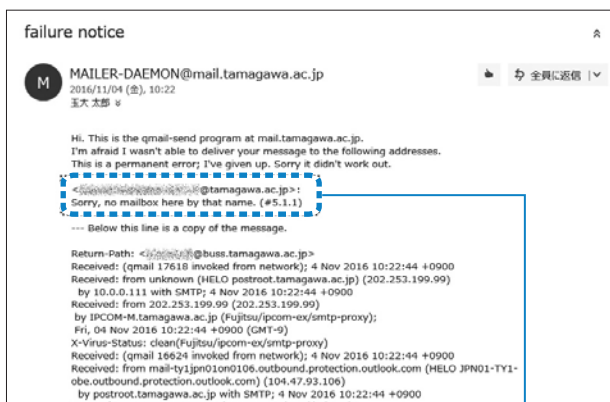 failure notice
M
MAILER-DAEMON@mail.tamagawa.ac.jp
全員に返信
2016/11/04 (金), 10:22
玉大 太郎
Hi. This is the qmail-send program at mail.tamagawa.ac.jp.
I'm afraid I wasn't able to deliver your message to the following addresses.
This is a permanent error; I've given up. Sorry it didn't work out.
< @tamagawa.ac.jp>:
Sorry, no mailbox here by that name. (#5.1.1)
--- Below this line is a copy of the message.
Return-Path: < @buss.tamagawa.ac.jp>
Received: (qmail 17618 invoked from network); 4 Nov 2016 10:22:44 +0900
Received: from unknown (HELO postroot.tamagawa.ac.jp) (202.253.199.99)
by 10.0.0.111 with SMTP; 4 Nov 2016 10:22:44 +0900
Received: from 202.253.199.99 (202.253.199.99)
by IPCOM-M.tamagawa.ac.jp (Fujitsu/ipcom-ex/smtp-proxy);
Fri, 04 Nov 2016 10:22:44 +0900 (GMT-9)
X-Virus-Status: clean(Fujitsu/ipcom-ex/smtp-proxy)
Received: (qmail 16624 invoked from network); 4 Nov 2016 10:22:44 +0900
Received: from mail-ty1jpn01on0106.outbound.protection.outlook.com (HELO JPN01-TY1-
obe.outbound.protection.outlook.com) (104.47.93.106)
by postroot.tamagawa.ac.jp with SMTP; 4 Nov 2016 10:22:44 +0900